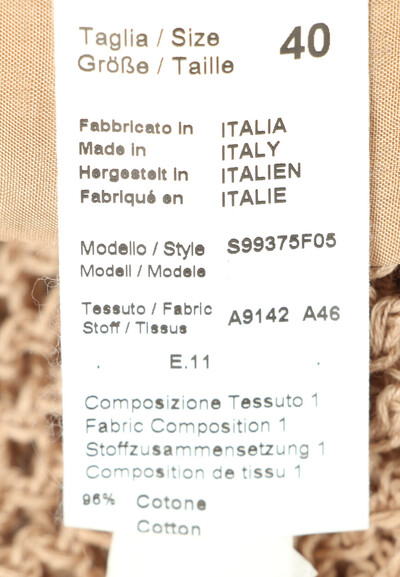 Taglia / Size 40
Größe / Taille
Fabbricato in ITALIA
Made in ITALY
Hergestelt in ITALIEN
Fabriqué en ITALIE
Modello / Style S99375F05
Modell / Modele
Tessuto / Fabric A9142 A46
Stoff / Tissus
E.11
Composizione Tessuto 1
Fabric Composition 1
Stoffzusammensetzung 1
Composition de tissu 1
96% Cotone
Cotton